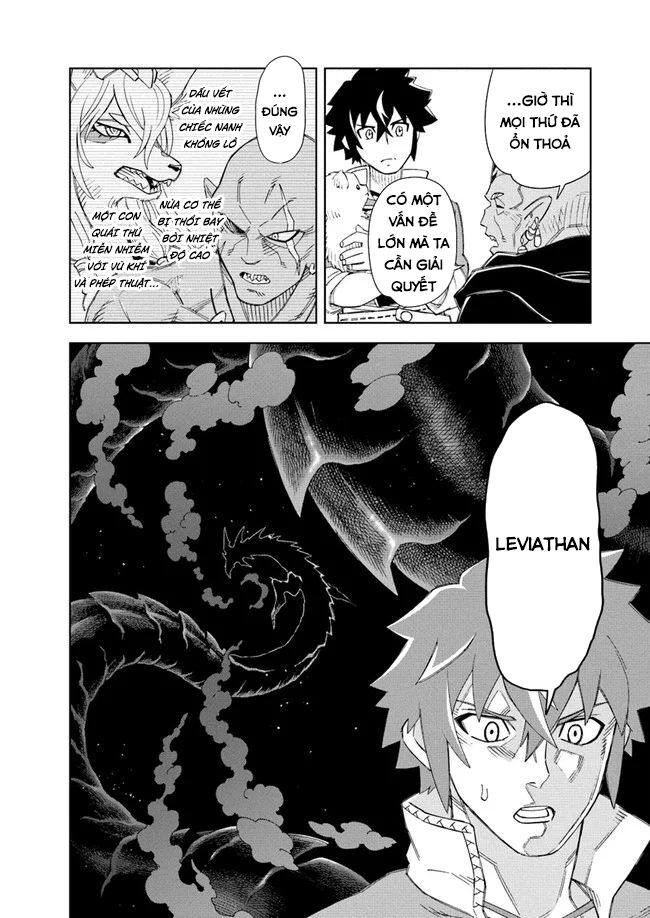 ...GIỜ THÌ
MỌI THỨ ĐÃ
ỔN THOẢ
CÓ MỘT
VẤN ĐỀ
LỚN MÀ TA
CẦN GIẢI
QUYẾT
...
ĐÚNG
VẬY
DẤU VẾT
CỦA NHỮNG
CHIẾC NANH
KHỔNG LỒ
NỬA CƠ THỂ
BỊ THỔI BAY
BỞI NHIỆT
ĐỘ CAO
MỘT CON
QUÁI THÚ
MIỄN NHIỄM
VỚI VŨ KHÍ
VÀ PHÉP THUẬT...
LEVIATHAN